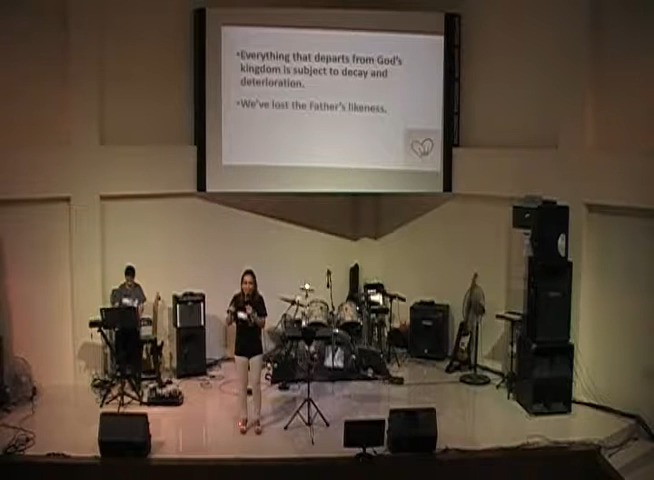 •Everything that departs from God's
kingdom is subject to decay and
deterioration.
•We've lost the Father's likeness.